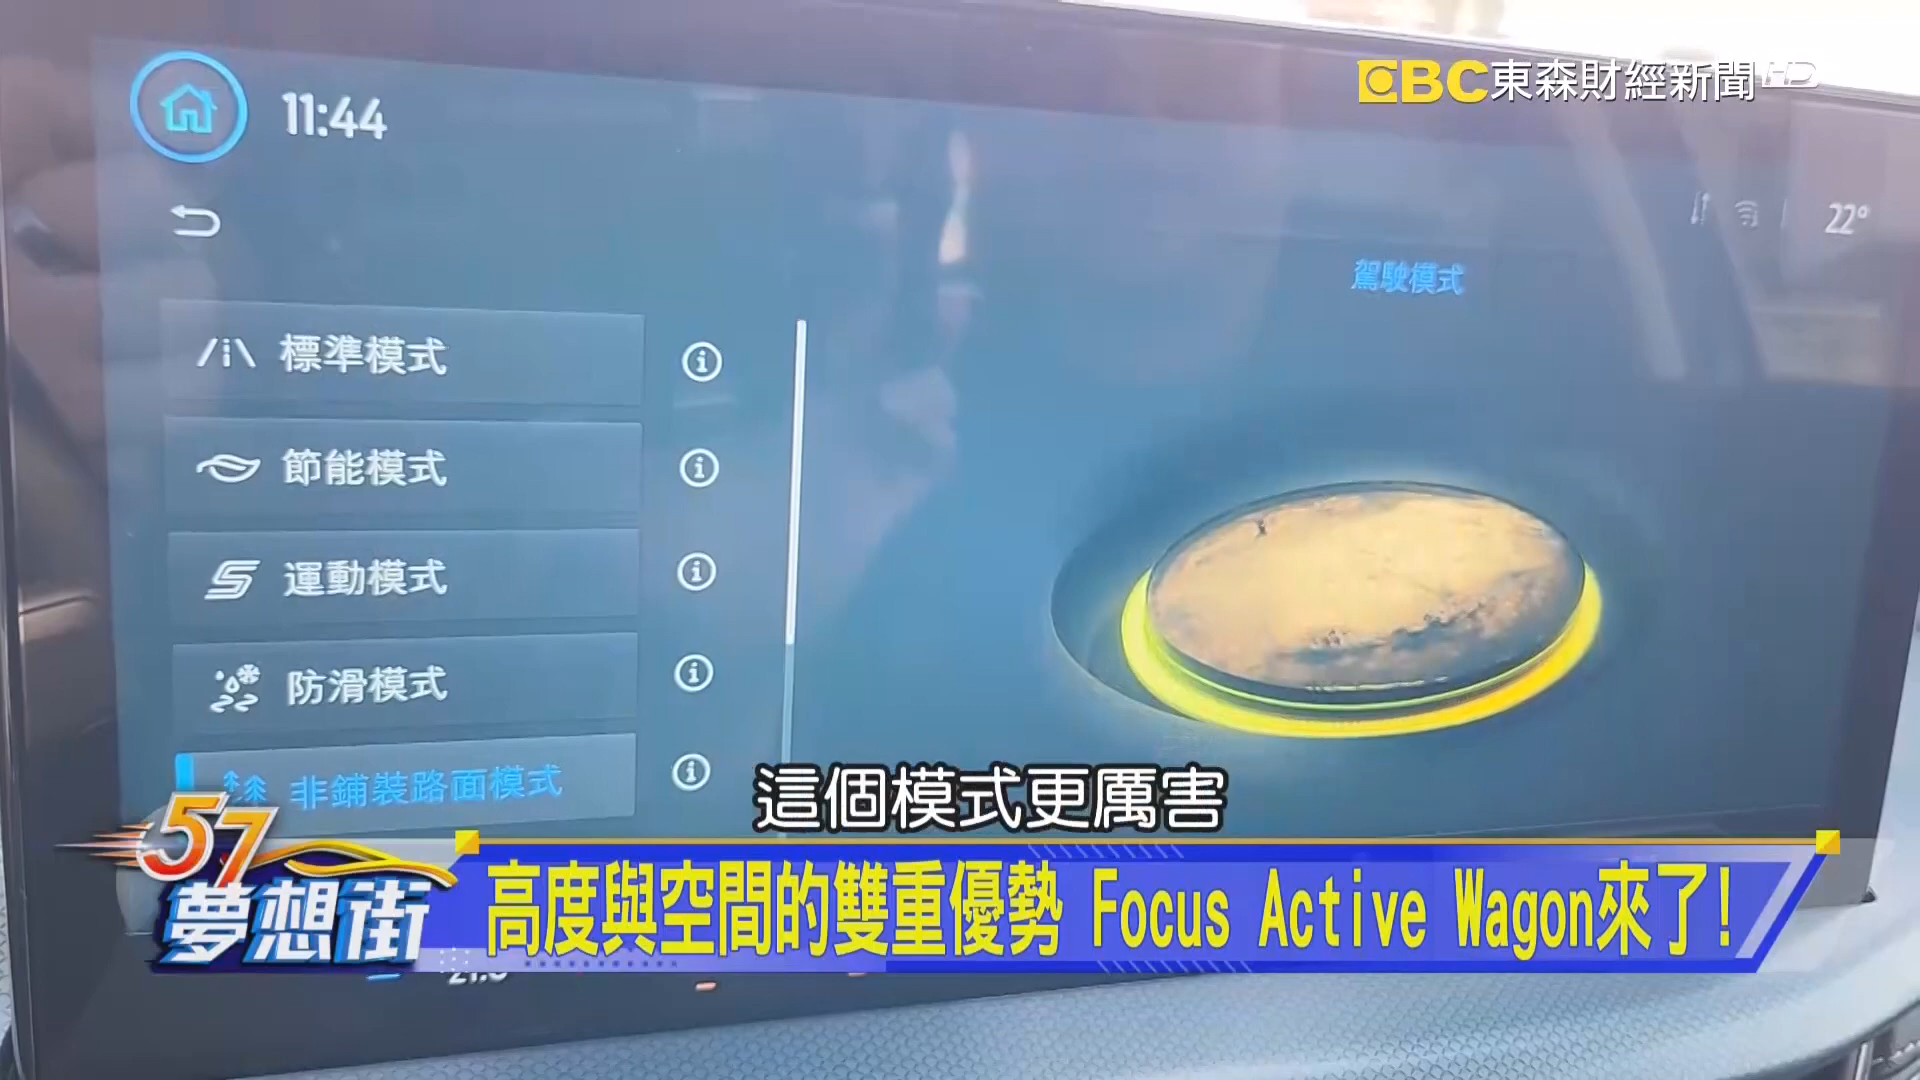 EBC 東森財經新聞 HD
11:44
22°
駕駛模式
標準模式
節能模式
運動模式
防滑模式
非鋪裝路面模式
這個模式更厲害
57
夢想街
高度與空間的雙重優勢 Focus Active Wagon來了!